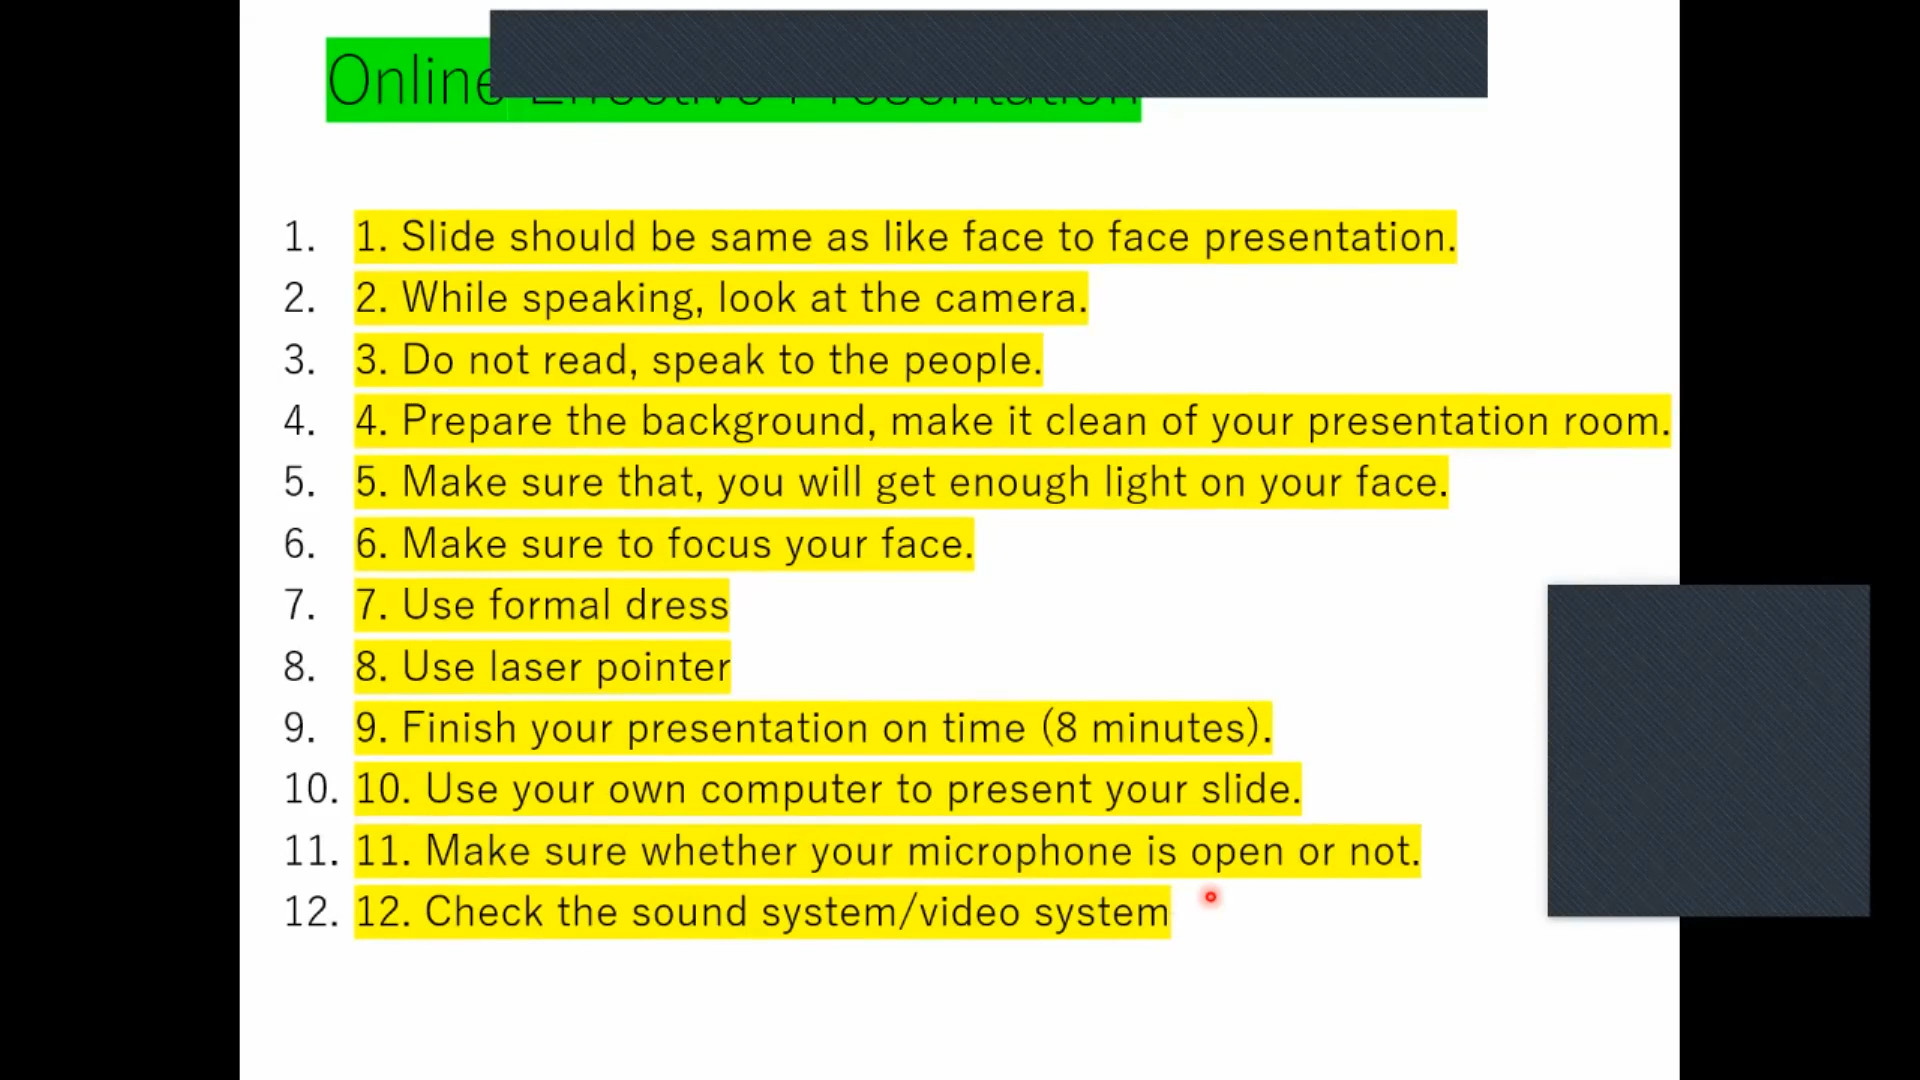 Online Effective Presentation
1. 1. Slide should be same as like face to face presentation.
2. 2. While speaking, look at the camera.
3. 3. Do not read, speak to the people.
4. 4. Prepare the background, make it clean of your presentation room.
5. 5. Make sure that, you will get enough light on your face.
6. 6. Make sure to focus your face.
7. 7. Use formal dress
8. 8. Use laser pointer
9. 9. Finish your presentation on time (8 minutes).
10. 10. Use your own computer to present your slide.
11. 11. Make sure whether your microphone is open or not.
12. 12. Check the sound system/video system